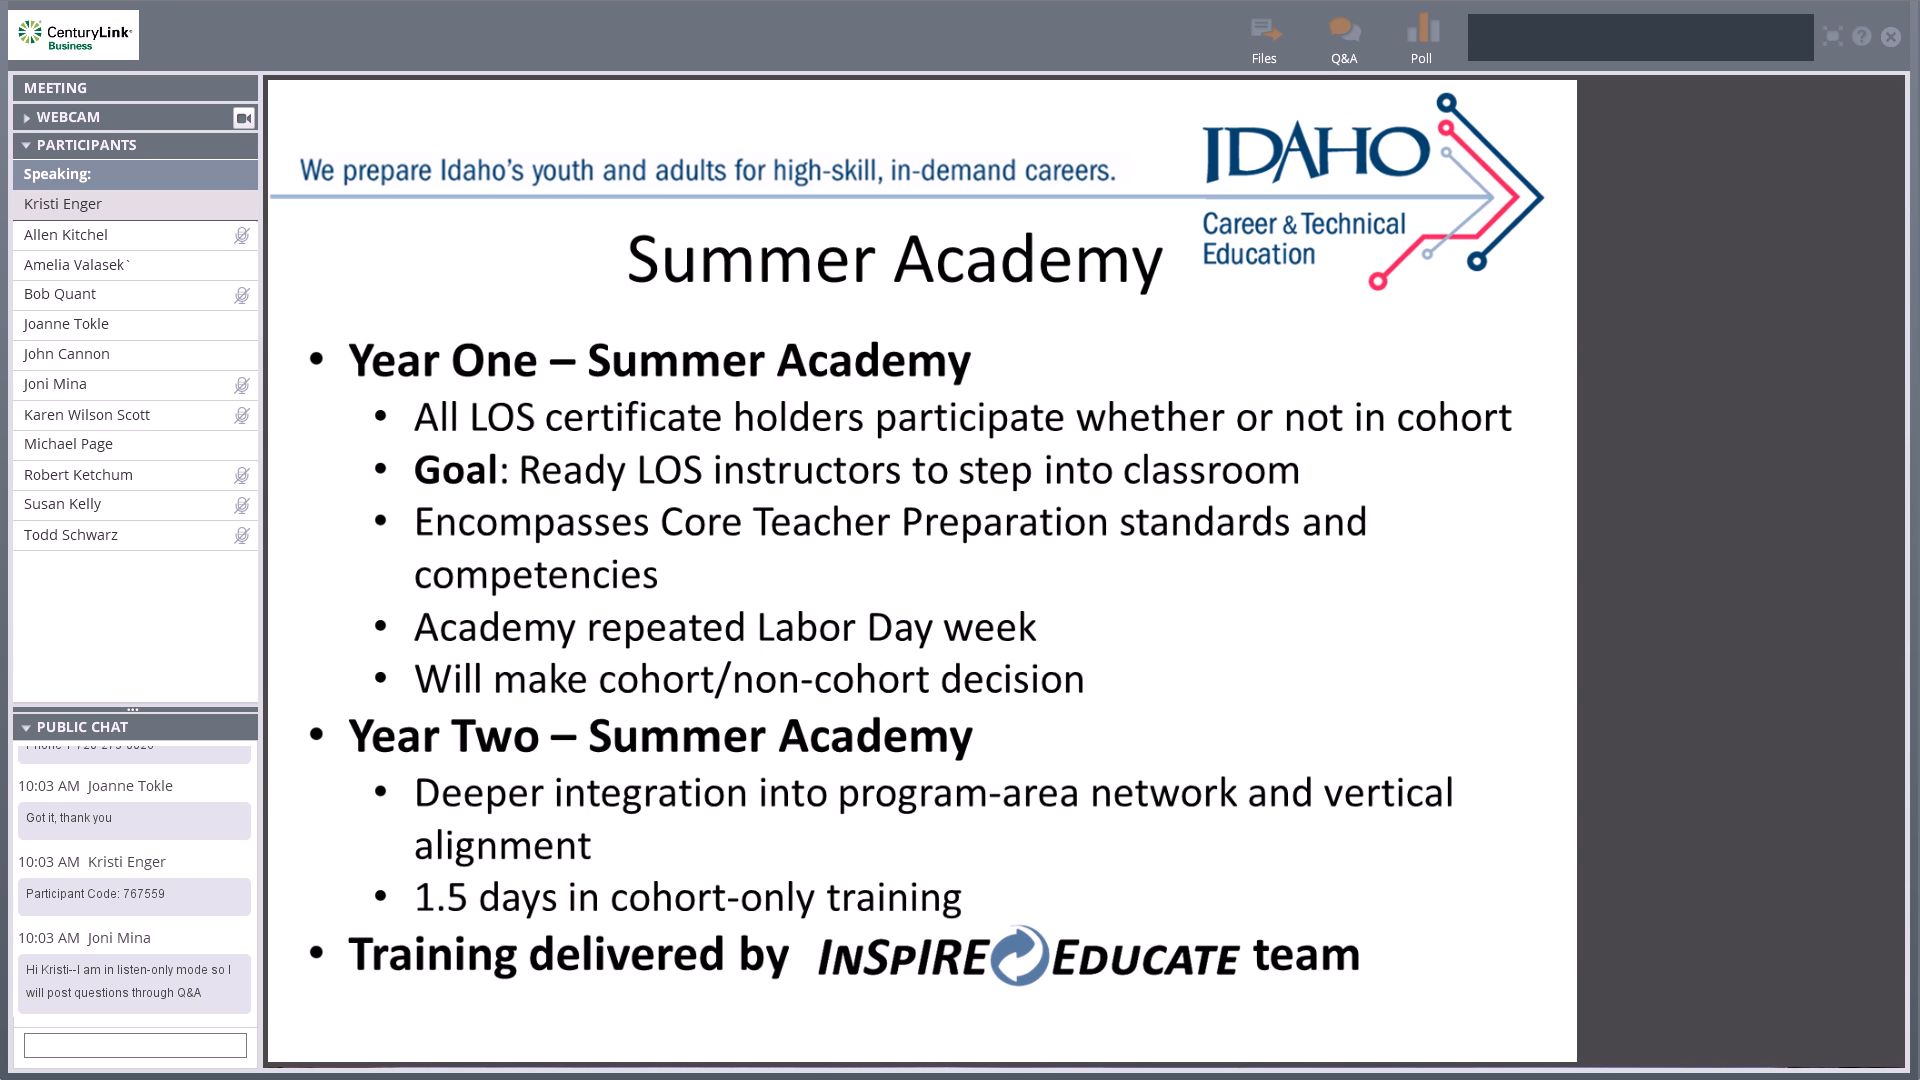 CenturyLink
Business
Files
Q&A
Poll
MEETING
WEBCAM
PARTICIPANTS
Speaking:
Kristi Enger
Allen Kitchel
Amelia Valasek`
Bob Quant
Joanne Tokle
John Cannon
Joni Mina
Karen Wilson Scott
Michael Page
Robert Ketchum
Susan Kelly
Todd Schwarz
PUBLIC CHAT
10:03 AM Joanne Tokle
Got it, thank you
10:03 AM Kristi Enger
Participant Code: 767559
10:03 AM Joni Mina
Hi Kristi--I am in listen-only mode so I
will post questions through Q&A
We prepare Idaho's youth and adults for high-skill, in-demand careers.
IDAHO
Career & Technical
Education
Summer Academy
• Year One – Summer Academy
• All LOS certificate holders participate whether or not in cohort
• Goal: Ready LOS instructors to step into classroom
• Encompasses Core Teacher Preparation standards and
competencies
• Academy repeated Labor Day week
• Will make cohort/non-cohort decision
• Year Two – Summer Academy
• Deeper integration into program-area network and vertical
alignment
• 1.5 days in cohort-only training
• Training delivered by INSPIRE EDUCATE team